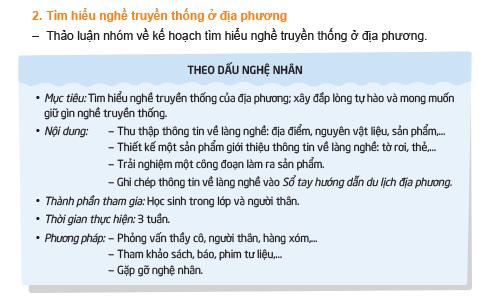 2. Tìm hiểu nghề truyền thống ở địa phương
– Thảo luận nhóm về kế hoạch tìm hiểu nghề truyền thống ở địa phương.
THEO DẤU NGHỆ NHÂN
• Mục tiêu: Tìm hiểu nghề truyền thống của địa phương; xây đắp lòng tự hào và mong muốn
giữ gìn nghề truyền thống.
• Nội dung: – Thu thập thông tin về làng nghề: địa điểm, nguyên vật liệu, sản phẩm,...
– Thiết kế một sản phẩm giới thiệu thông tin về làng nghề: tờ rơi, thẻ,...
– Trải nghiệm một công đoạn làm ra sản phẩm.
– Ghi chép thông tin về làng nghề vào Sổ tay hướng dẫn du lịch địa phương.
• Thành phần tham gia: Học sinh trong lớp và người thân.
• Thời gian thực hiện: 3 tuần.
• Phương pháp: – Phỏng vấn thầy cô, người thân, hàng xóm,...
– Tham khảo sách, báo, phim tư liệu,...
– Gặp gỡ nghệ nhân.